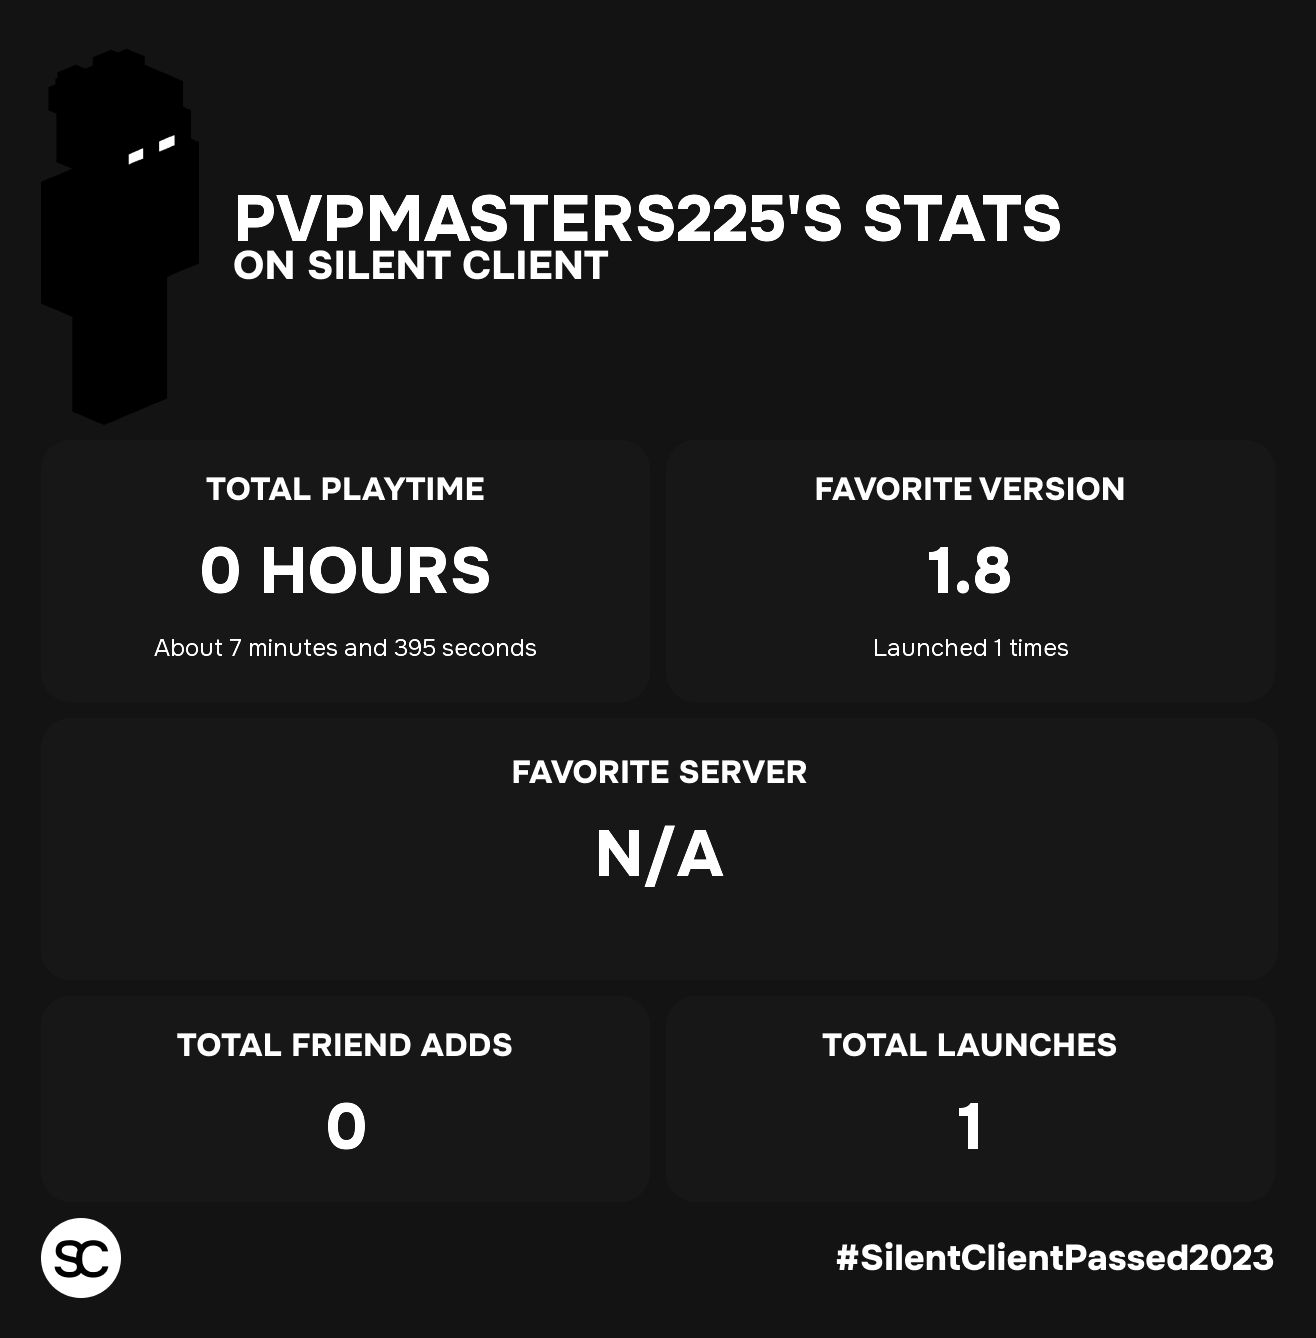 PVPMASTERS225'S STATS
ON SILENT CLIENT
TOTAL PLAYTIME
0 HOURS
About 7 minutes and 395 seconds
FAVORITE VERSION
1.8
Launched 1 times
FAVORITE SERVER
N/A
TOTAL FRIEND ADDS
0
TOTAL LAUNCHES
1
SC
#SilentClientPassed2023